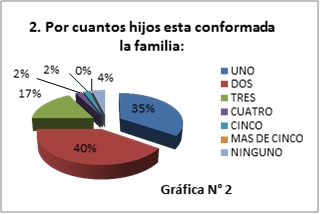 2. Por cuantos hijos esta conformada
la familia:
2%
2%
0%
4%
17%
35%
40%
UNO
DOS
TRES
CUATRO
CINCO
MAS DE CINCO
NINGUNO
Gráfica N° 2